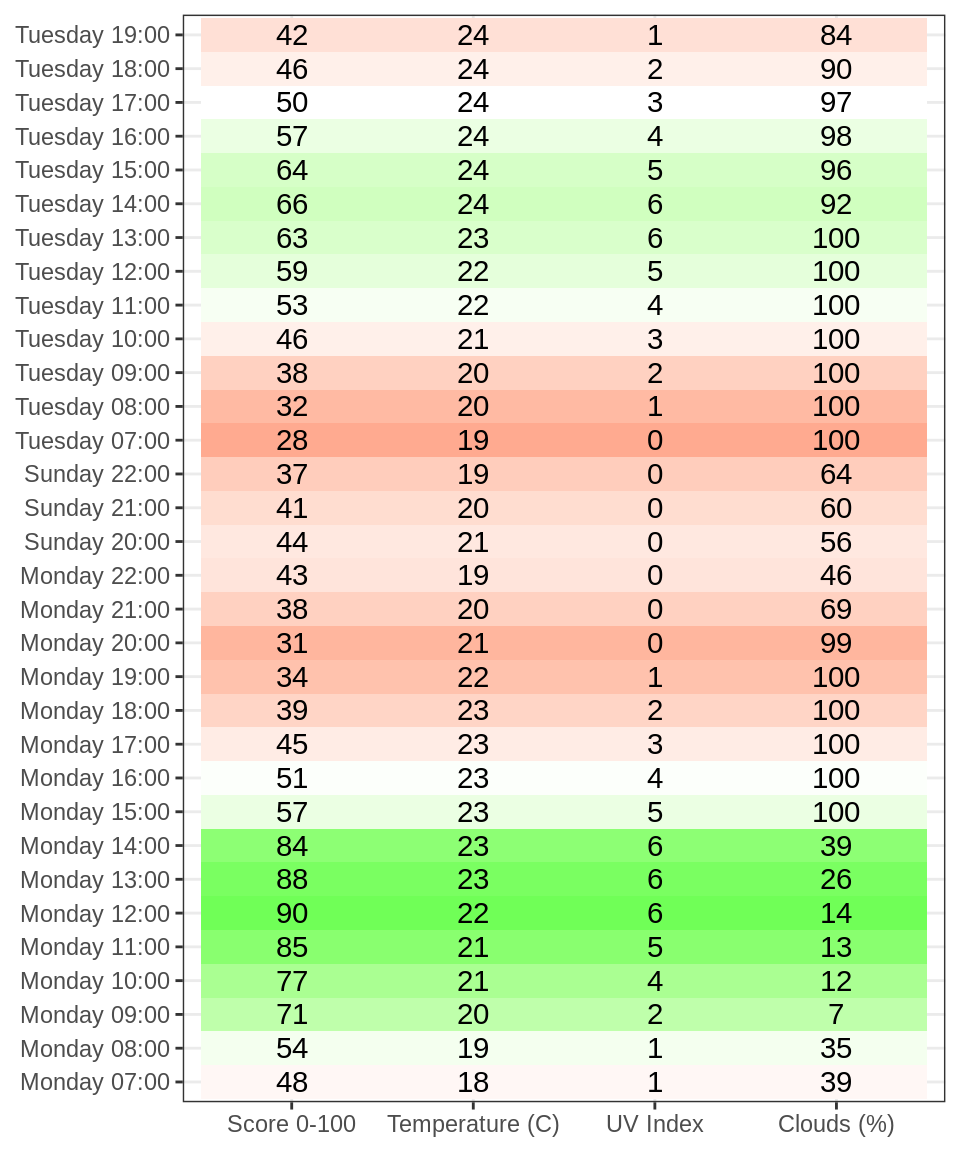 Tuesday 19:00 42 24 1 84
Tuesday 18:00 46 24 2 90
Tuesday 17:00 50 24 3 97
Tuesday 16:00 57 24 4 98
Tuesday 15:00 64 24 5 96
Tuesday 14:00 66 24 6 92
Tuesday 13:00 63 23 6 100
Tuesday 12:00 59 22 5 100
Tuesday 11:00 53 22 4 100
Tuesday 10:00 46 21 3 100
Tuesday 09:00 38 20 2 100
Tuesday 08:00 32 20 1 100
Tuesday 07:00 28 19 0 100
Sunday 22:00 37 19 0 64
Sunday 21:00 41 20 0 60
Sunday 20:00 44 21 0 56
Monday 22:00 43 19 0 46
Monday 21:00 38 20 0 69
Monday 20:00 31 21 0 99
Monday 19:00 34 22 1 100
Monday 18:00 39 23 2 100
Monday 17:00 45 23 3 100
Monday 16:00 51 23 4 100
Monday 15:00 57 23 5 100
Monday 14:00 84 23 6 39
Monday 13:00 88 23 6 26
Monday 12:00 90 22 6 14
Monday 11:00 85 21 5 13
Monday 10:00 77 21 4 12
Monday 09:00 71 20 2 7
Monday 08:00 54 19 1 35
Monday 07:00 48 18 1 39
Score 0-100 Temperature (C) UV Index Clouds (%)